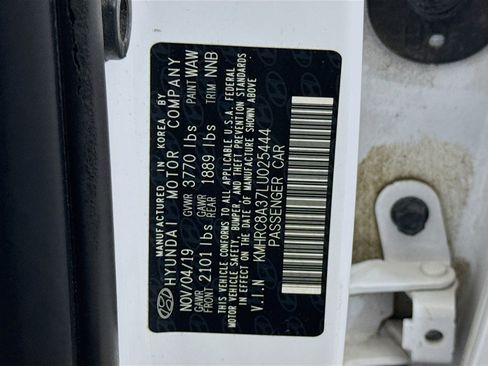 MANUFACTURED IN KOREA BY
HYUNDAI MOTOR COMPANY
NOV/04/19 GVWR 3770 lbs PAINT WAW
GAWR FRONT 2101 lbs GAWR REAR 1889 lbs TRIM NNB
THIS VEHICLE CONFORMS TO ALL APPLICABLE U.S.A. FEDERAL
MOTOR VEHICLE SAFETY, BUMPER, AND THEFT PREVENTION STANDARDS
IN EFFECT ON THE DATE OF MANUFACTURE SHOWN ABOVE
V.I.N KMHRC8A37LU025444
PASSENGER CAR